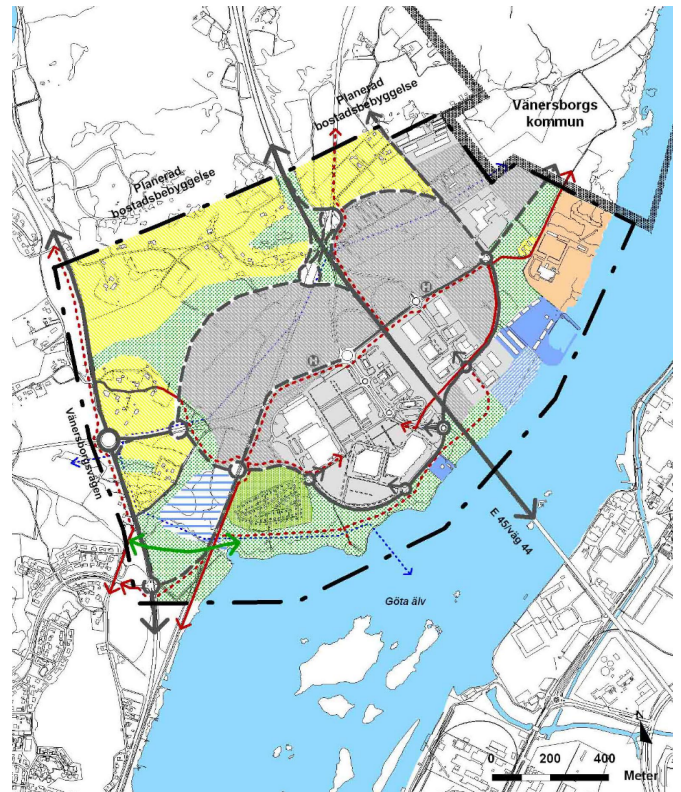 Planerad
bostadsbebyggelse
Vänersborgs
kommun
Planerad
bostadsbebyggelse
H
H
Vänersborgsvägen
E 45/väg 44
Göta älv
N
0 200 400
Meter